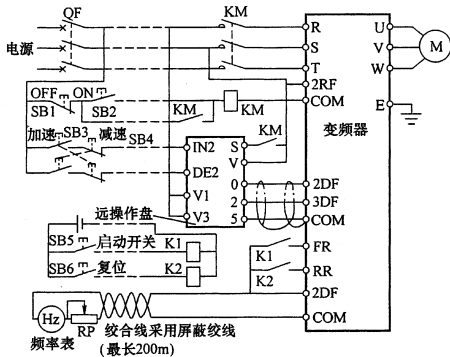 QF
KM
R
U
电源
S
V
M
T
W
2RF
OFF
ON
SB1
SB2
KM
KM
COM
E
变频器
加速
SB3
减速
SB4
IN2
S
KM
DE2
V
V1
0
2DF
V3
2
3DF
远操作盘
5
COM
SB5
启动开关
K1
K1
FR
SB6
复位
K2
K2
RR
2DF
Hz
RP
绞合线采用屏蔽绞线
COM
频率表
(最长200m)